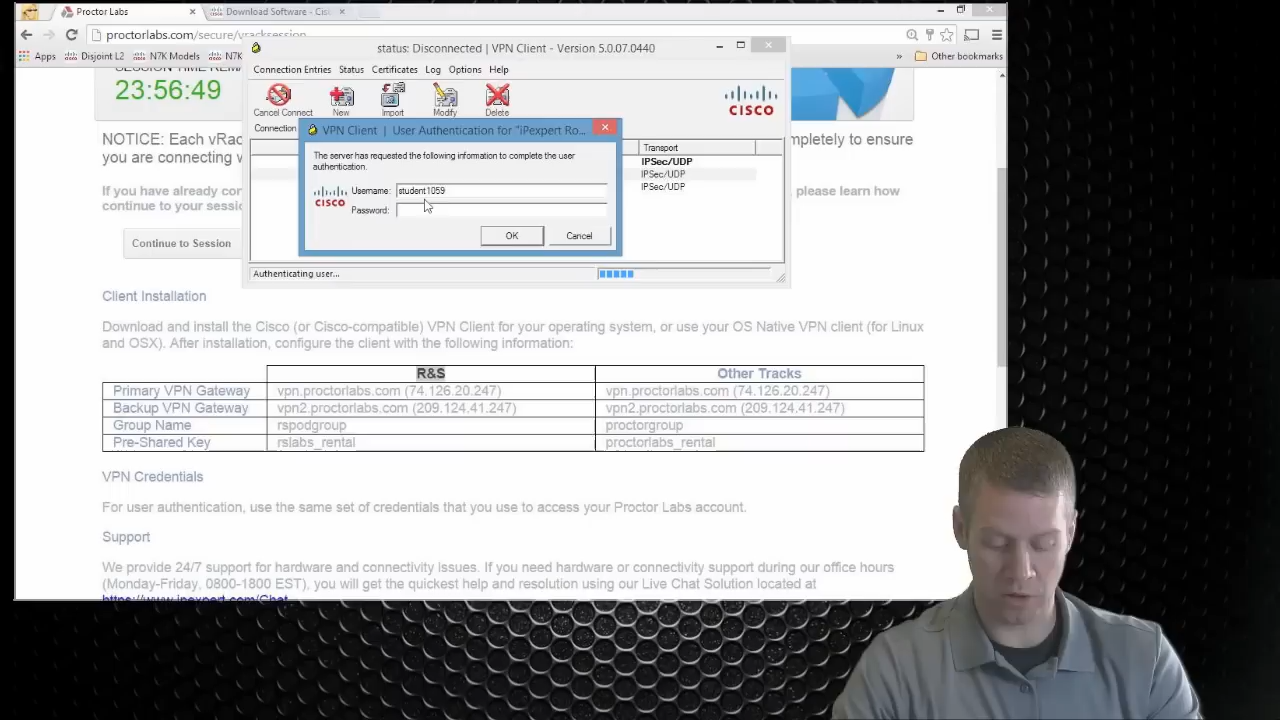 Proctor Labs
Download Software - Cisc
proctorlabs.com/secure/vracksession
Apps
Disjoint L2
N7K Models
N7K
»
Other bookmarks
23:56:49
NOTICE: Each vRac
mpletely to ensure
you are connecting w
If you have already con
, please learn how
continue to your sessio
Continue to Session
status: Disconnected | VPN Client - Version 5.0.07.0440
Connection Entries Status Certificates Log Options Help
Cancel Connect
New
Import
Modify
Delete
CISCO
Connection
Transport
IPSec/UDP
IPSec/UDP
IPSec/UDP
VPN Client | User Authentication for "iPexpert Ro...
The server has requested the following information to complete the user
authentication.
CISCO
Username: student1059
Password:
OK
Cancel
Authenticating user...
Client Installation
Download and install the Cisco (or Cisco-compatible) VPN Client for your operating system, or use your OS Native VPN client (for Linux
and OSX). After installation, configure the client with the following information:
R&S Other Tracks
Primary VPN Gateway vpn.proctorlabs.com (74.126.20.247) vpn.proctorlabs.com (74.126.20.247)
Backup VPN Gateway vpn2.proctorlabs.com (209.124.41.247) vpn2.proctorlabs.com (209.124.41.247)
Group Name rspodgroup proctorgroup
Pre-Shared Key rslabs_rental proctorlabs_rental
VPN Credentials
For user authentication, use the same set of credentials that you use to access your Proctor Labs account.
Support
We provide 24/7 support for hardware and connectivity issues. If you need hardware or connectivity support during our office hours
(Monday-Friday, 0800-1800 EST), you will get the quickest help and resolution using our Live Chat Solution located at
https://www.ipexpert.com/Chat